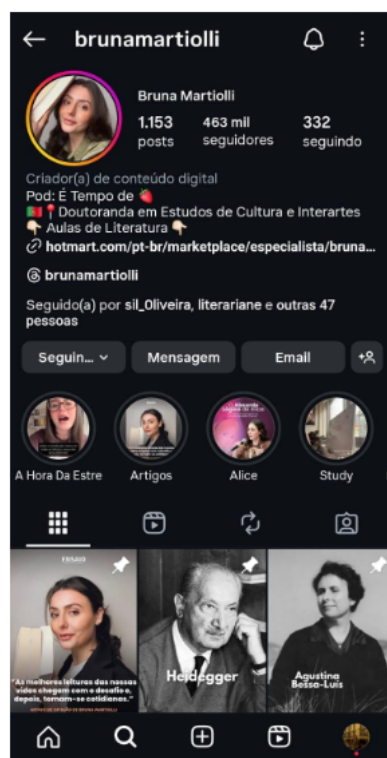 brunamartiolli
Bruna Martiolli
1.153
463 mil
332
posts
seguidores
seguindo
Criador(a) de conteúdo digital
Pod: É Tempo de 🍓
🇵🇹📍Doutoranda em Estudos de Cultura e Interartes
👇🏻 Aulas de Literatura👇🏻
hotmart.com/pt-br/marketplace/especialista/bruna...
brunamartiolli
Seguido(a) por sil_0liveira, literariane e outras 47
pessoas
Seguin...
Mensagem
Email
A Hora Da Estre
Artigos
Alice
Study
ENSAIO
"As melhores leituras das nossas
vidas chegam com o desafio e,
depois, tornam-se cotidianas."
Heidegger
Agustina
Bessa-Luís